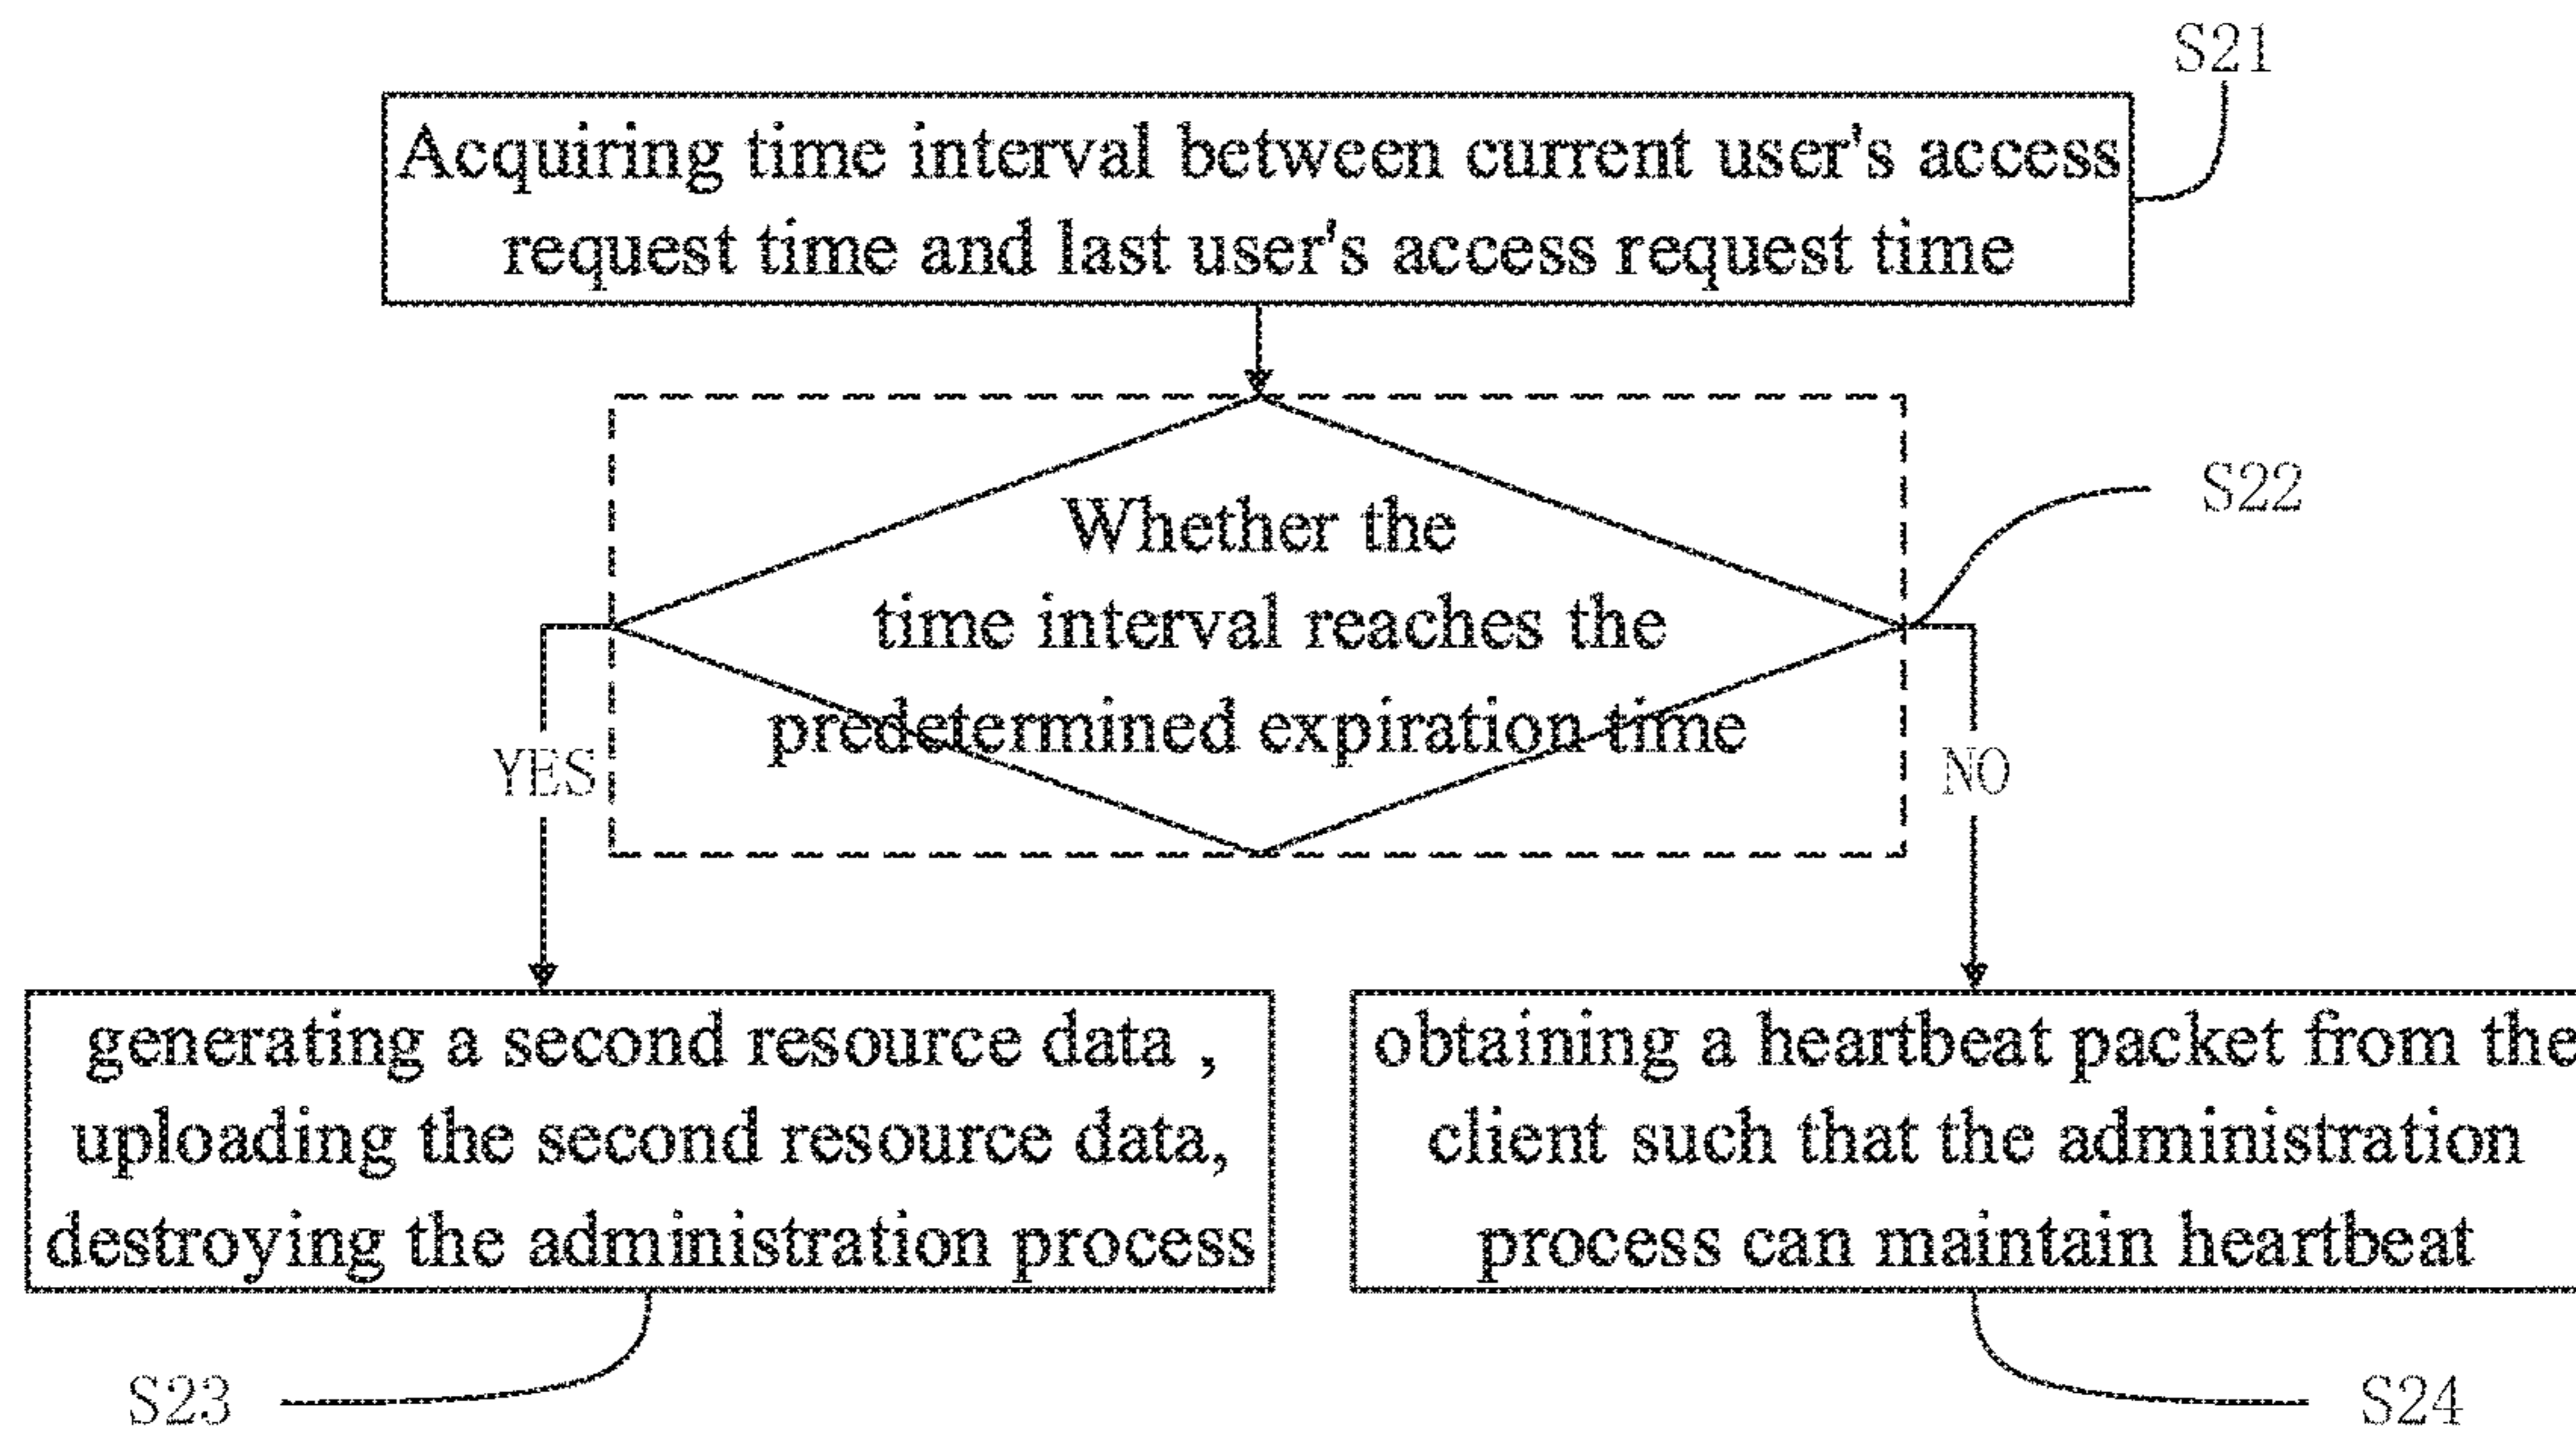 S21
Acquiring time interval between current user's access
request time and last user's access request time
S22
Whether the
time interval reaches the
predetermined expiration time
YES
NO
generating a second resource data ,
uploading the second resource data,
destroying the administration process
obtaining a heartbeat packet from the
client such that the administration
process can maintain heartbeat
S23
S24